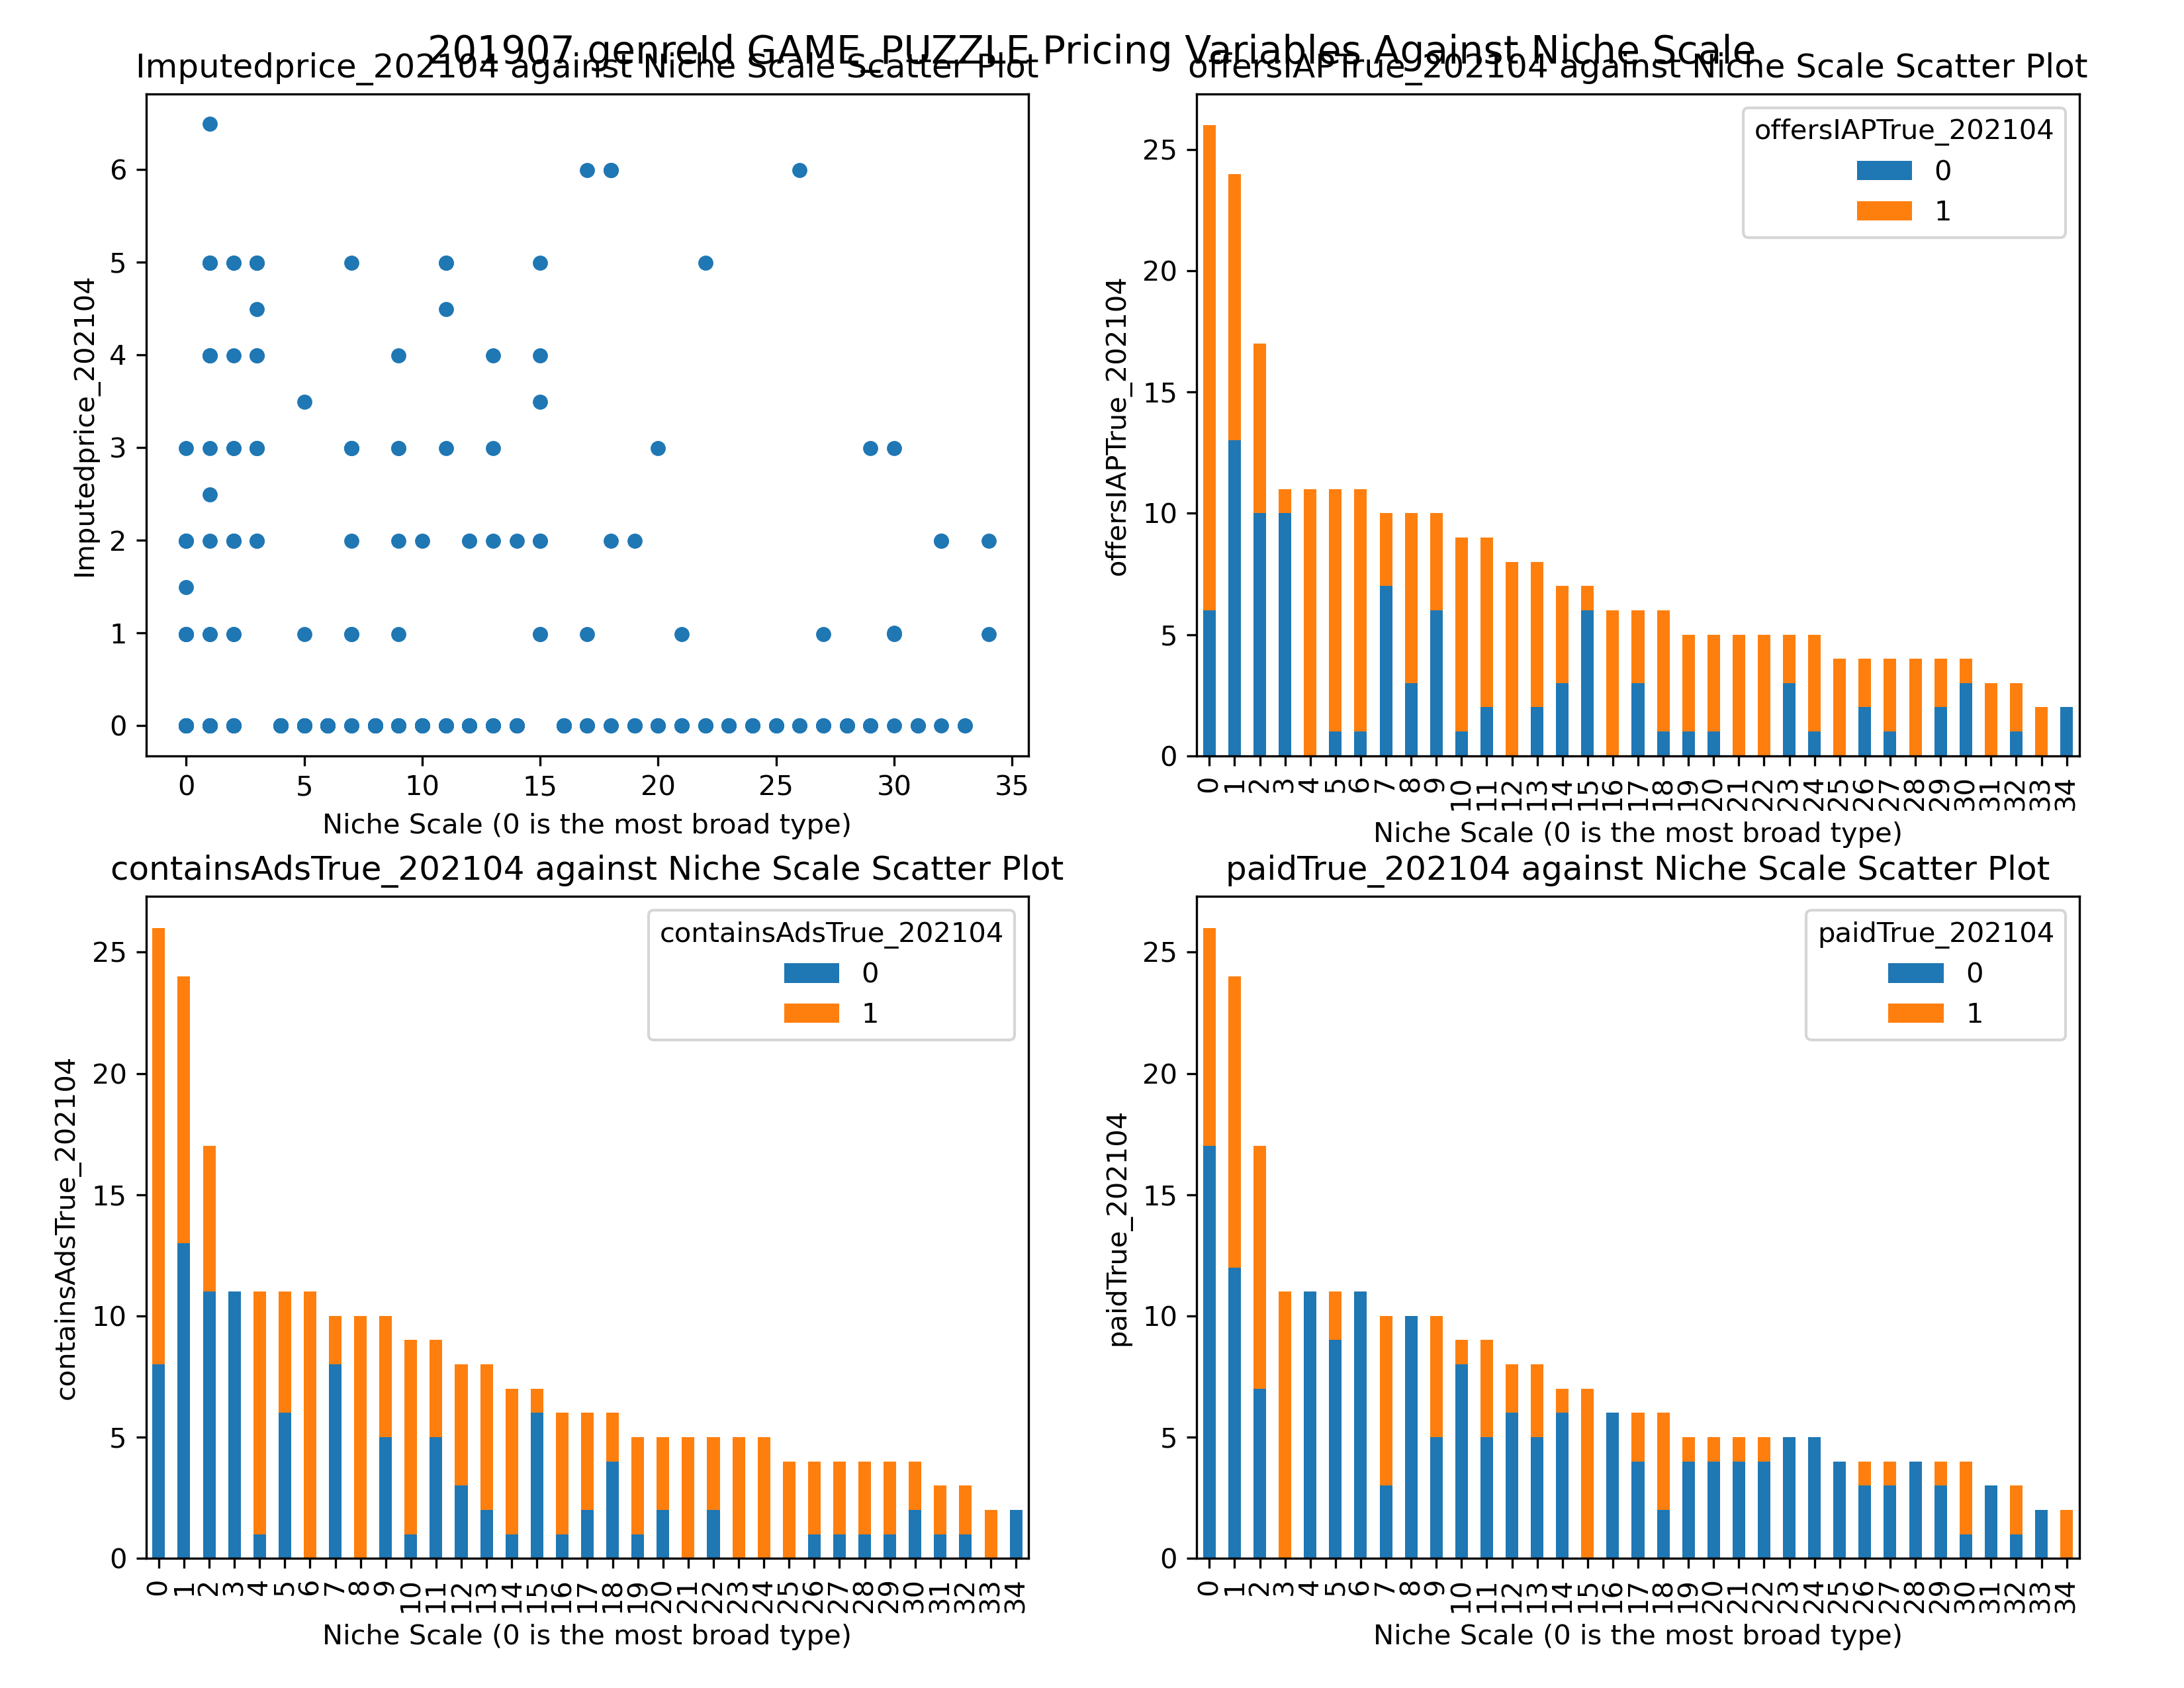 201907 genreId GAME_PUZZLE Pricing Variables Against Niche Scale
Imputedprice_202104 against Niche Scale Scatter Plot
Imputedprice_202104
6
5
4
3
2
1
0
0 5 10 15 20 25 30 35
Niche Scale (0 is the most broad type)
offersIAPTrue_202104 against Niche Scale Scatter Plot
offersIAPTrue_202104
25
20
15
10
5
0
offersIAPTrue_202104
0
1
0 1 2 3 4 5 6 7 8 9 10 11 12 13 14 15 16 17 18 19 20 21 22 23 24 25 26 27 28 29 30 31 32 33 34
Niche Scale (0 is the most broad type)
containsAdsTrue_202104 against Niche Scale Scatter Plot
containsAdsTrue_202104
25
20
15
10
5
0
containsAdsTrue_202104
0
1
0 1 2 3 4 5 6 7 8 9 10 11 12 13 14 15 16 17 18 19 20 21 22 23 24 25 26 27 28 29 30 31 32 33 34
Niche Scale (0 is the most broad type)
paidTrue_202104 against Niche Scale Scatter Plot
paidTrue_202104
25
20
15
10
5
0
paidTrue_202104
0
1
0 1 2 3 4 5 6 7 8 9 10 11 12 13 14 15 16 17 18 19 20 21 22 23 24 25 26 27 28 29 30 31 32 33 34
Niche Scale (0 is the most broad type)